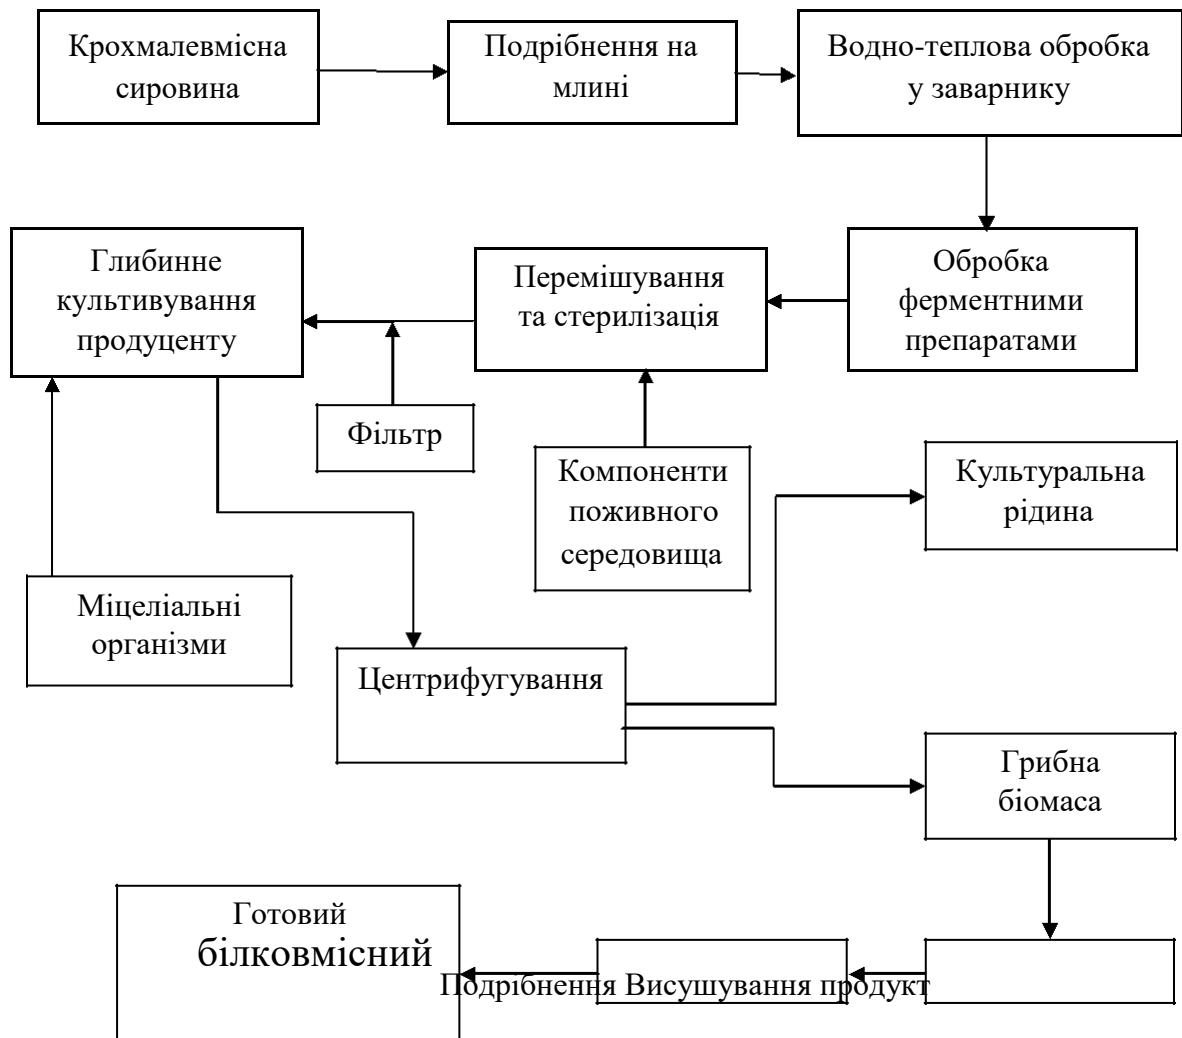 Крохмалевмісна
сировина
Подрібнення на
млині
Водно-теплова обробка
у заварнику
Глибинне
культивування
продуценту
Перемішування
та стерилізація
Обробка
ферментними
препаратами
Фільтр
Компоненти
поживного
середовища
Культуральна
рідина
Міцеліальні
організми
Центрифугування
Грибна
біомаса
Готовий
білковмісний
Подрібнення Висушування продукт